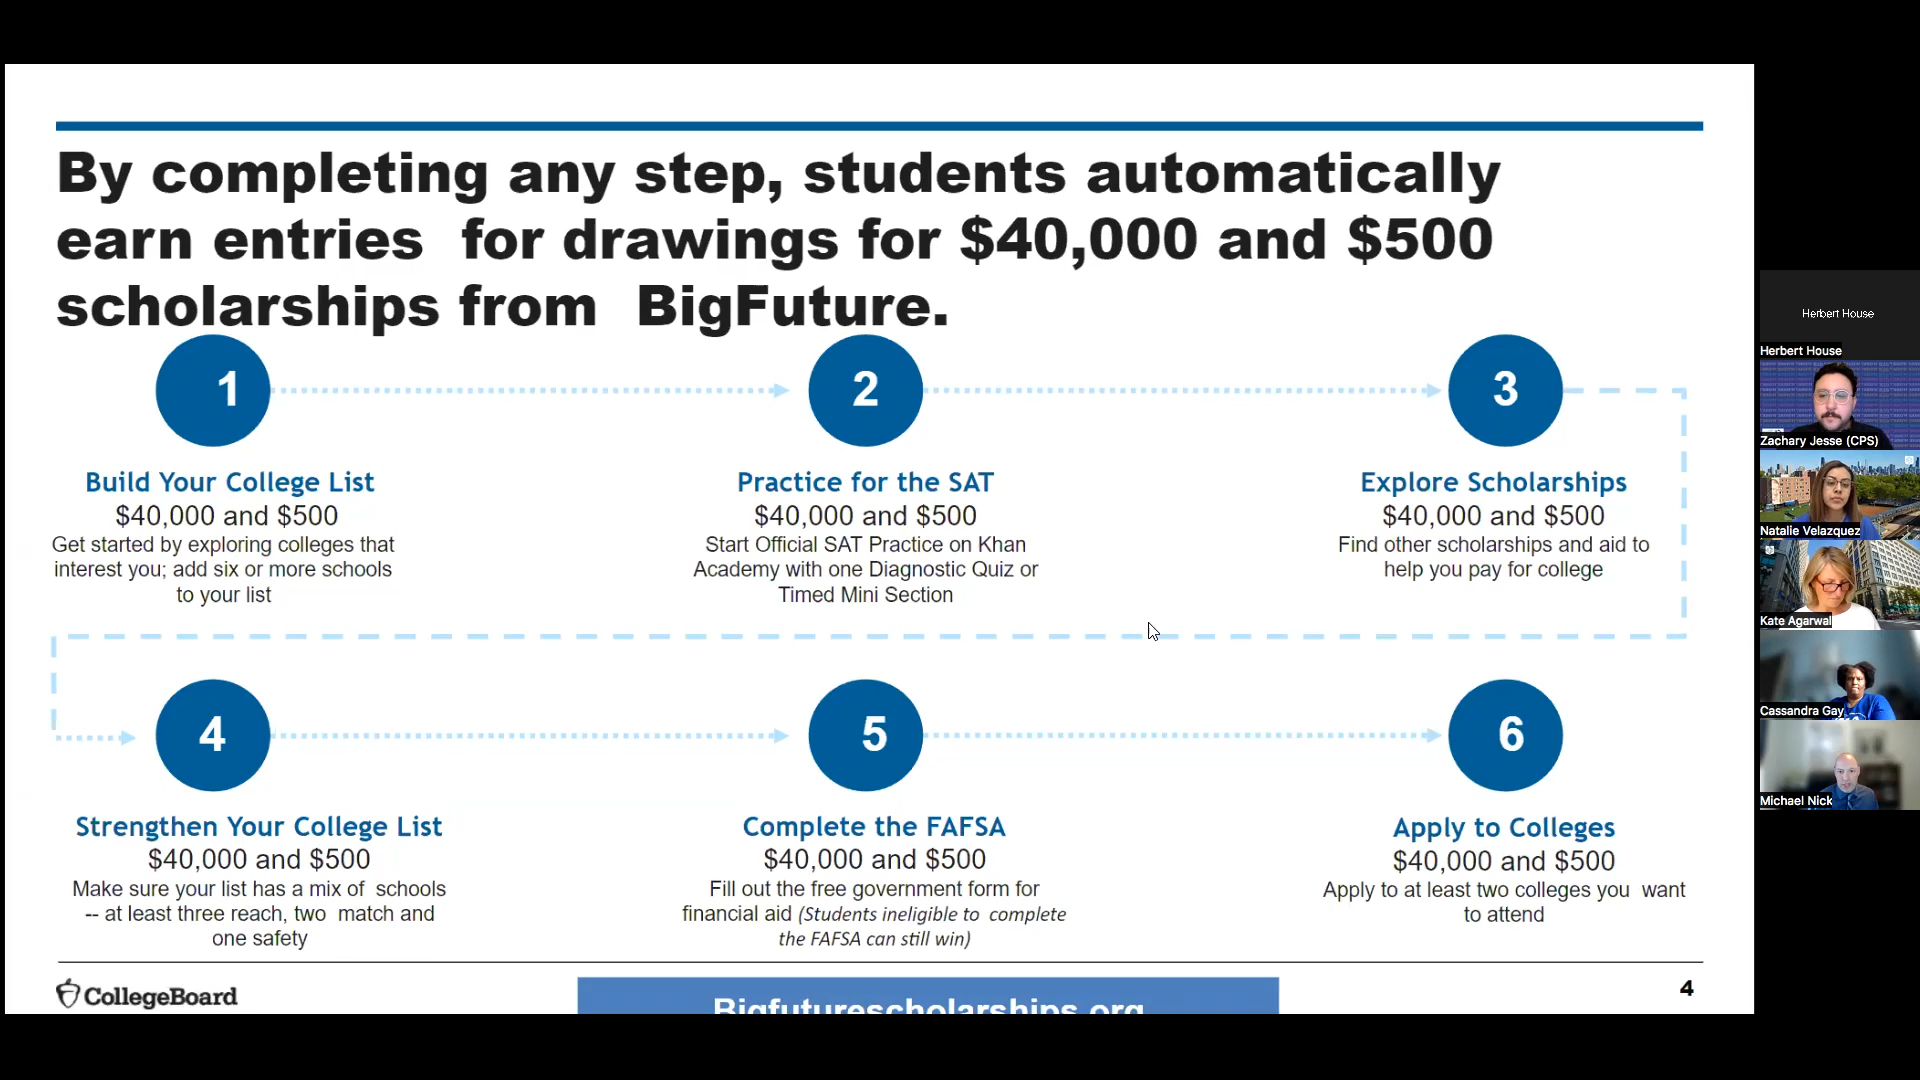 By completing any step, students automatically
earn entries for drawings for $40,000 and $500
scholarships from BigFuture.
1
2
3
Build Your College List
$40,000 and $500
Get started by exploring colleges that
interest you; add six or more schools
to your list
Practice for the SAT
$40,000 and $500
Start Official SAT Practice on Khan
Academy with one Diagnostic Quiz or
Timed Mini Section
Explore Scholarships
$40,000 and $500
Find other scholarships and aid to
help you pay for college
4
5
6
Strengthen Your College List
$40,000 and $500
Make sure your list has a mix of schools
-- at least three reach, two match and
one safety
Complete the FAFSA
$40,000 and $500
Fill out the free government form for
financial aid (Students ineligible to complete
the FAFSA can still win)
Apply to Colleges
$40,000 and $500
Apply to at least two colleges you want
to attend
CollegeBoard
Bigfuturescholarships.org
4
Herbert House
Herbert House
Zachary Jesse (CPS)
Natalie Velazquez
Kate Agarwal
Cassandra Gay
Michael Nick